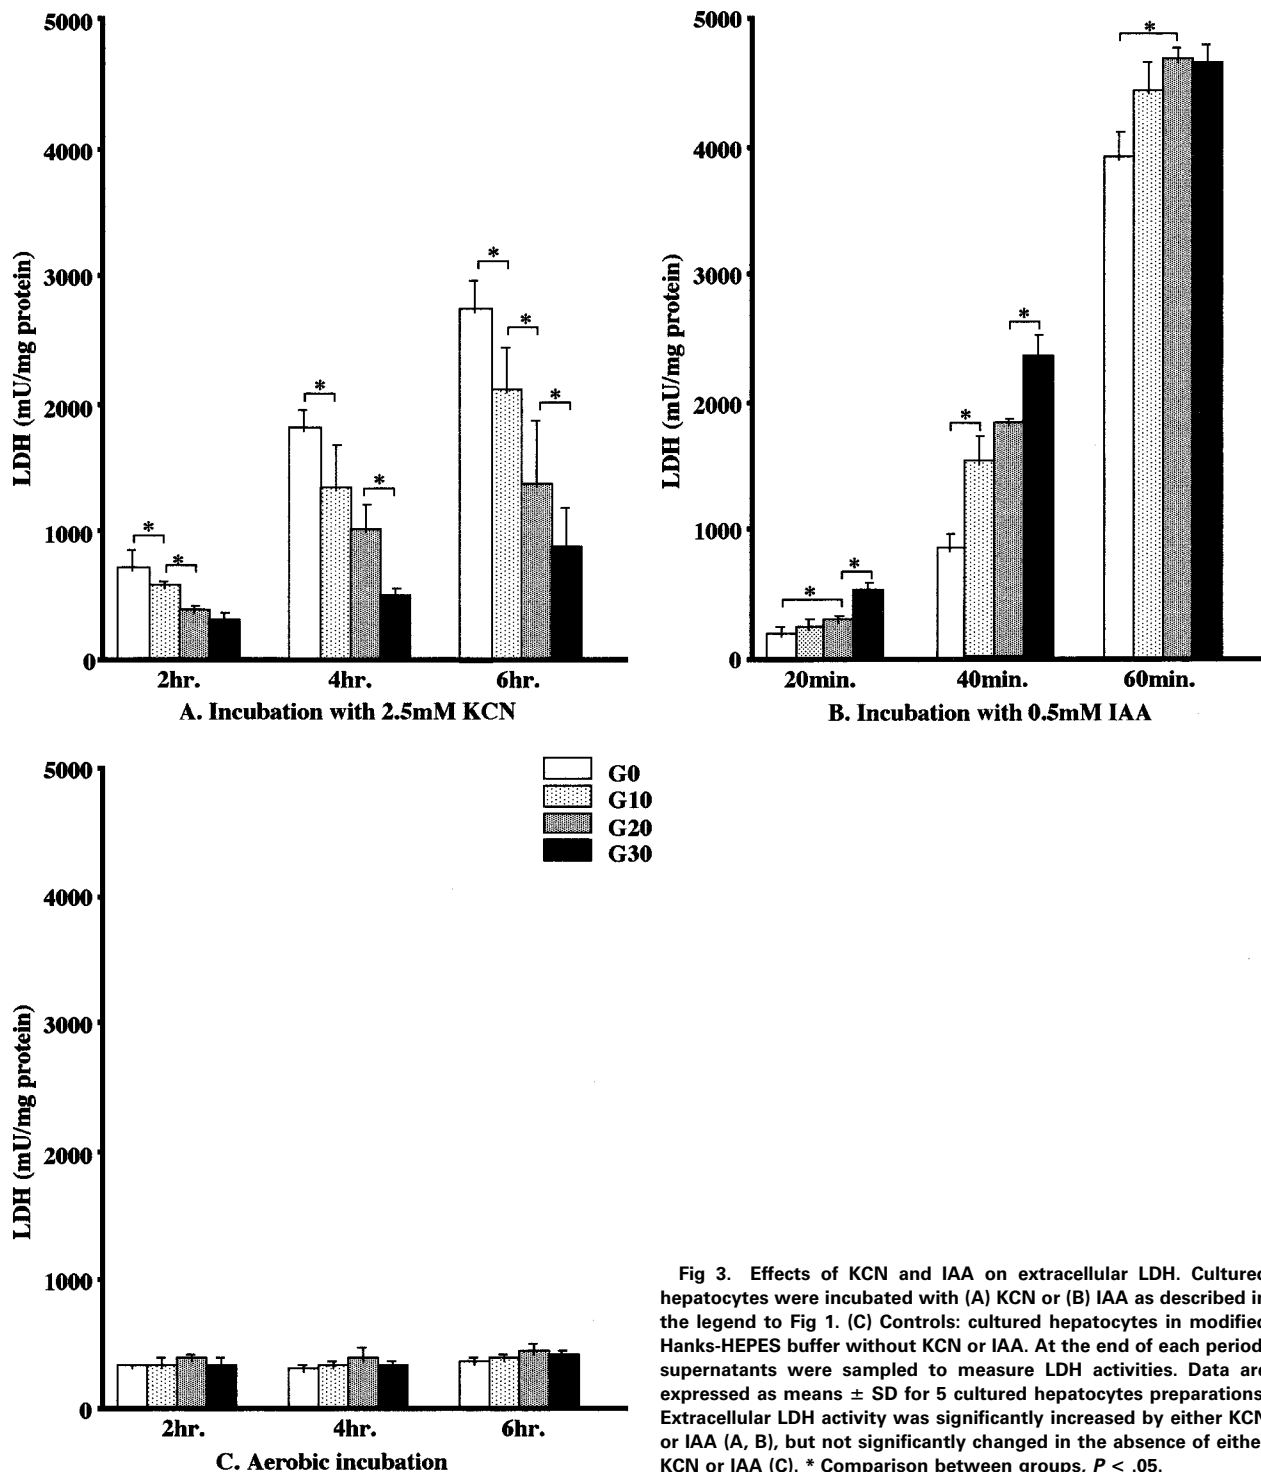 5000
4000
3000
2000
1000
0
LDH (mU/mg protein)
*
*
*
*
*
*
*
2hr.
4hr.
6hr.
A. Incubation with 2.5mM KCN
5000
4000
3000
2000
1000
0
LDH (mU/mg protein)
*
*
*
*
*
20min.
40min.
60min.
B. Incubation with 0.5mM IAA
G0
G10
G20
G30
5000
4000
3000
2000
1000
0
LDH (mU/mg protein)
2hr.
4hr.
6hr.
C. Aerobic incubation
Fig 3. Effects of KCN and IAA on extracellular LDH. Cultured
hepatocytes were incubated with (A) KCN or (B) IAA as described in
the legend to Fig 1. (C) Controls: cultured hepatocytes in modified
Hanks-HEPES buffer without KCN or IAA. At the end of each period
supernatants were sampled to measure LDH activities. Data are
expressed as means ± SD for 5 cultured hepatocytes preparations
Extracellular LDH activity was significantly increased by either KCN
or IAA (A, B), but not significantly changed in the absence of either
KCN or IAA (C). * Comparison between groups, P < .05.